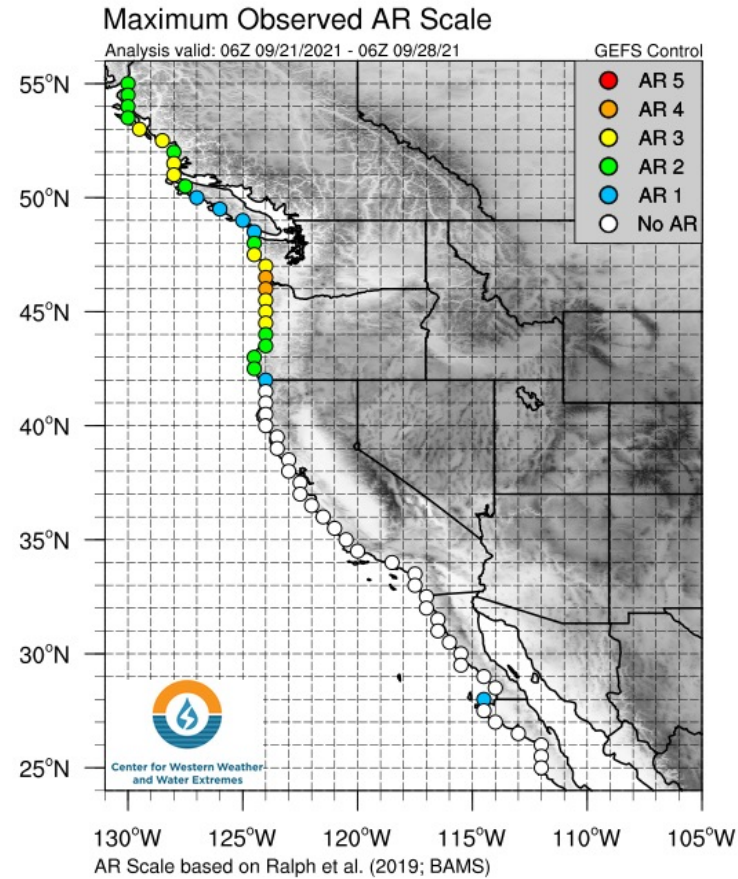 Maximum Observed AR Scale
Analysis valid: 06Z 09/21/2021 - 06Z 09/28/21 GEFS Control
AR 5
AR 4
AR 3
AR 2
AR 1
No AR
55°N
50°N
45°N
40°N
35°N
30°N
25°N
Center for Western Weather
and Water Extremes
130°W 125°W 120°W 115°W 110°W 105°W
AR Scale based on Ralph et al. (2019; BAMS)